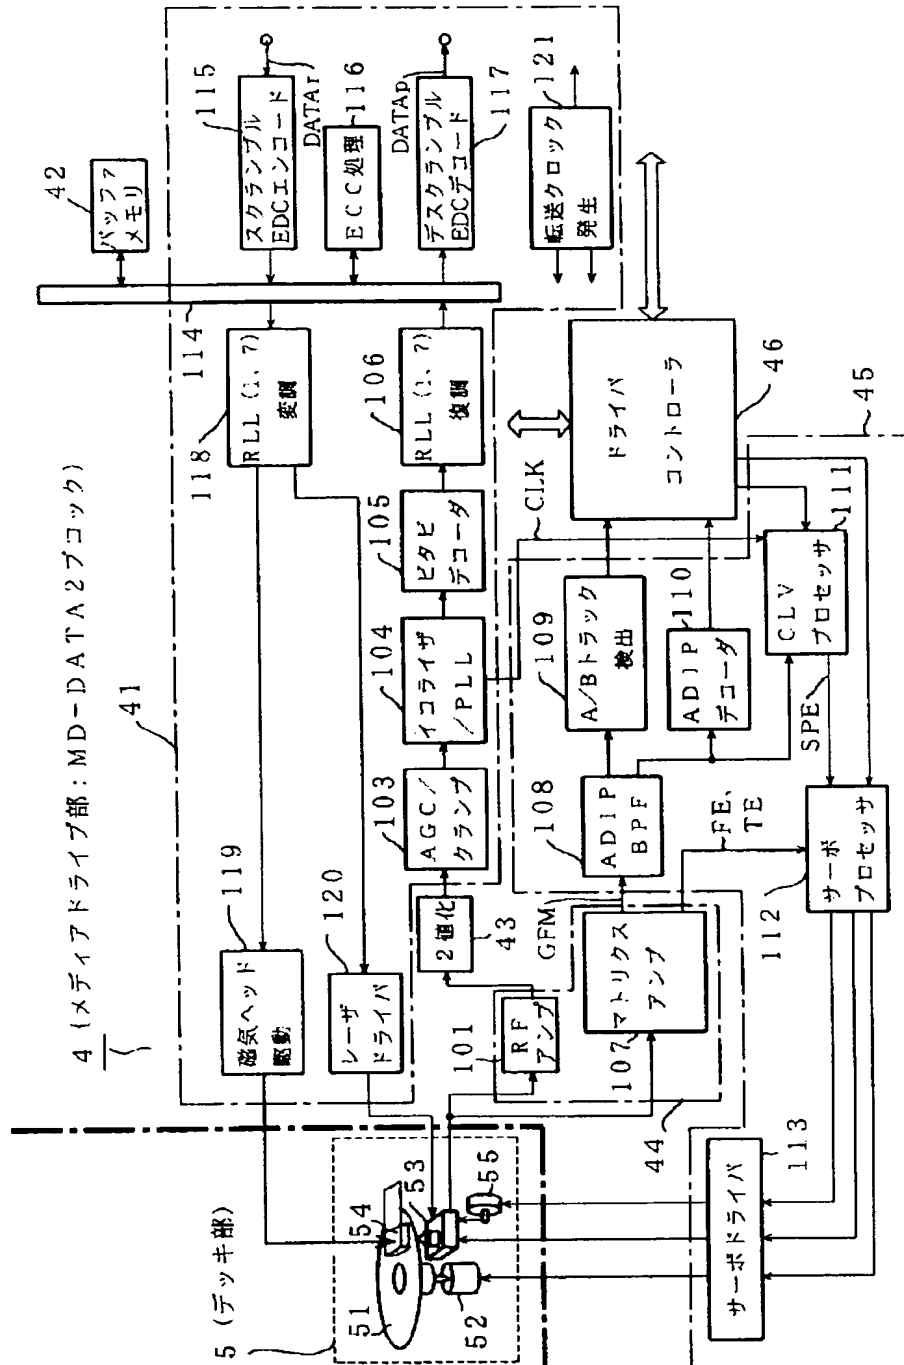 4 (メディアドライブ部:MD-DATA2ブロック)
41
42
バッファ
メモリ
114
115
スクランブル
EDCエンコード
DATAr
116
ECC処理
DATAp
デスクランブル
EDCデコード
117
121
転送クロック
発生
118
RLL(1、7)
変調
106
RLL(1、7)
復調
105
ビタビ
デコーダ
104
イコライザ
/PLL
103
AGC/
クランプ
2値化
43
119
磁気ヘッド
駆動
120
レーザ
ドライバ
101
RF
アンプ
107
マトリクス
アンプ
44
GFM
108
ADIP
BPF
109
A/Bトラック
検出
110
ADIP
デコーダ
CLK
ドライバ
コントローラ
46
45
111
CLV
プロセッサ
SPE
FE、
TE
112
サーボ
プロセッサ
113
サーボドライバ
5 (デッキ部)
51
52
53
54
55